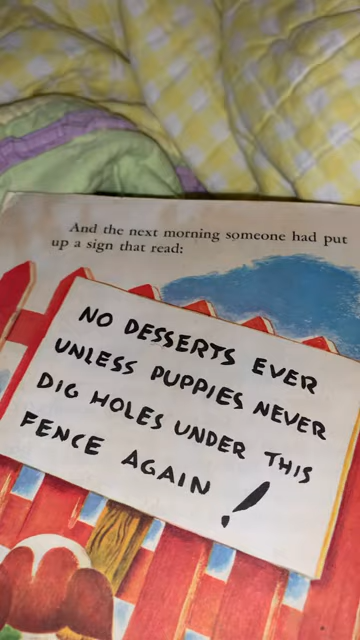 And the next morning someone had put
up a sign that read:
NO DESSERTS EVER
UNLESS PUPPIES NEVER
DIG HOLES UNDER THIS
FENCE AGAIN!